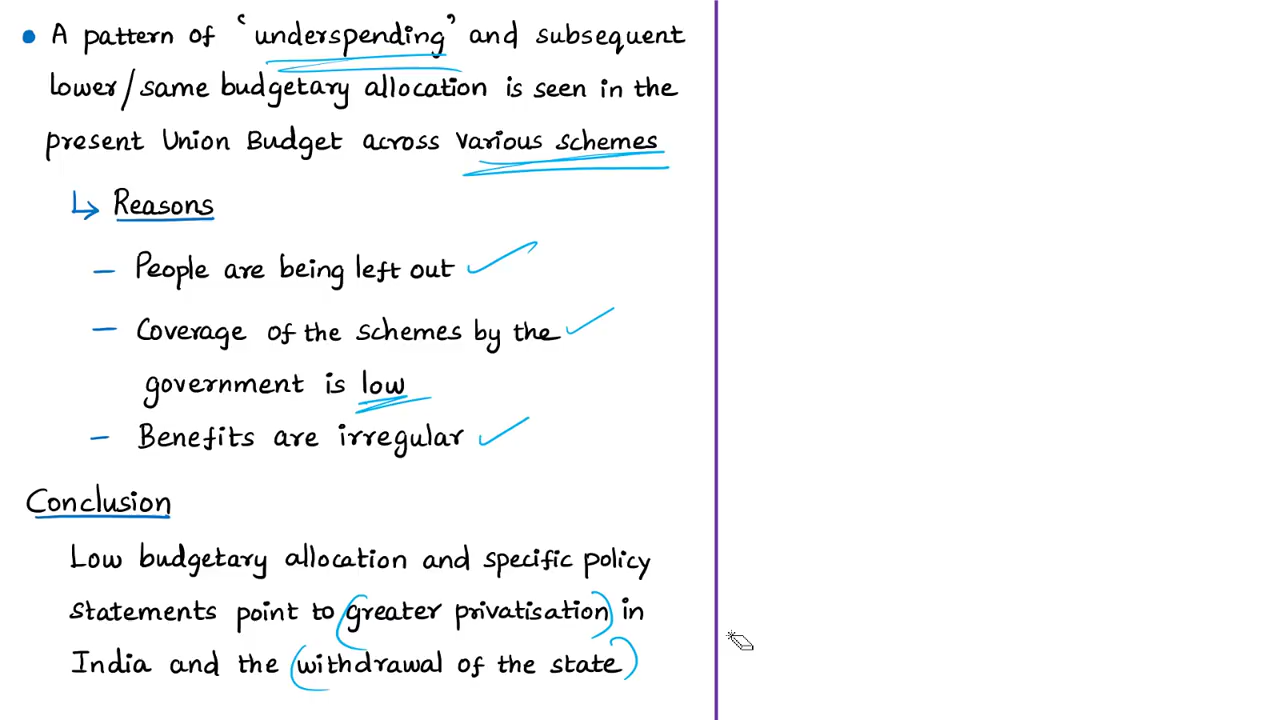 • A pattern of ‘underspending’ and subsequent
lower/same budgetary allocation is seen in the
present Union Budget across various schemes
↳ Reasons
– People are being left out
– Coverage of the schemes by the
government is low
– Benefits are irregular
Conclusion
Low budgetary allocation and specific policy
statements point to (greater privatisation) in
India and the (withdrawal of the state)